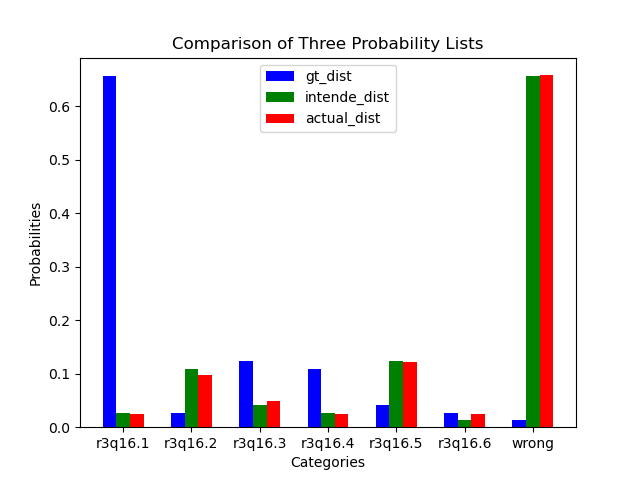 Comparison of Three Probability Lists
gt_dist
intende_dist
actual_dist
Probabilities
0.6
0.5
0.4
0.3
0.2
0.1
0.0
r3q16.1 r3q16.2 r3q16.3 r3q16.4 r3q16.5 r3q16.6 wrong
Categories